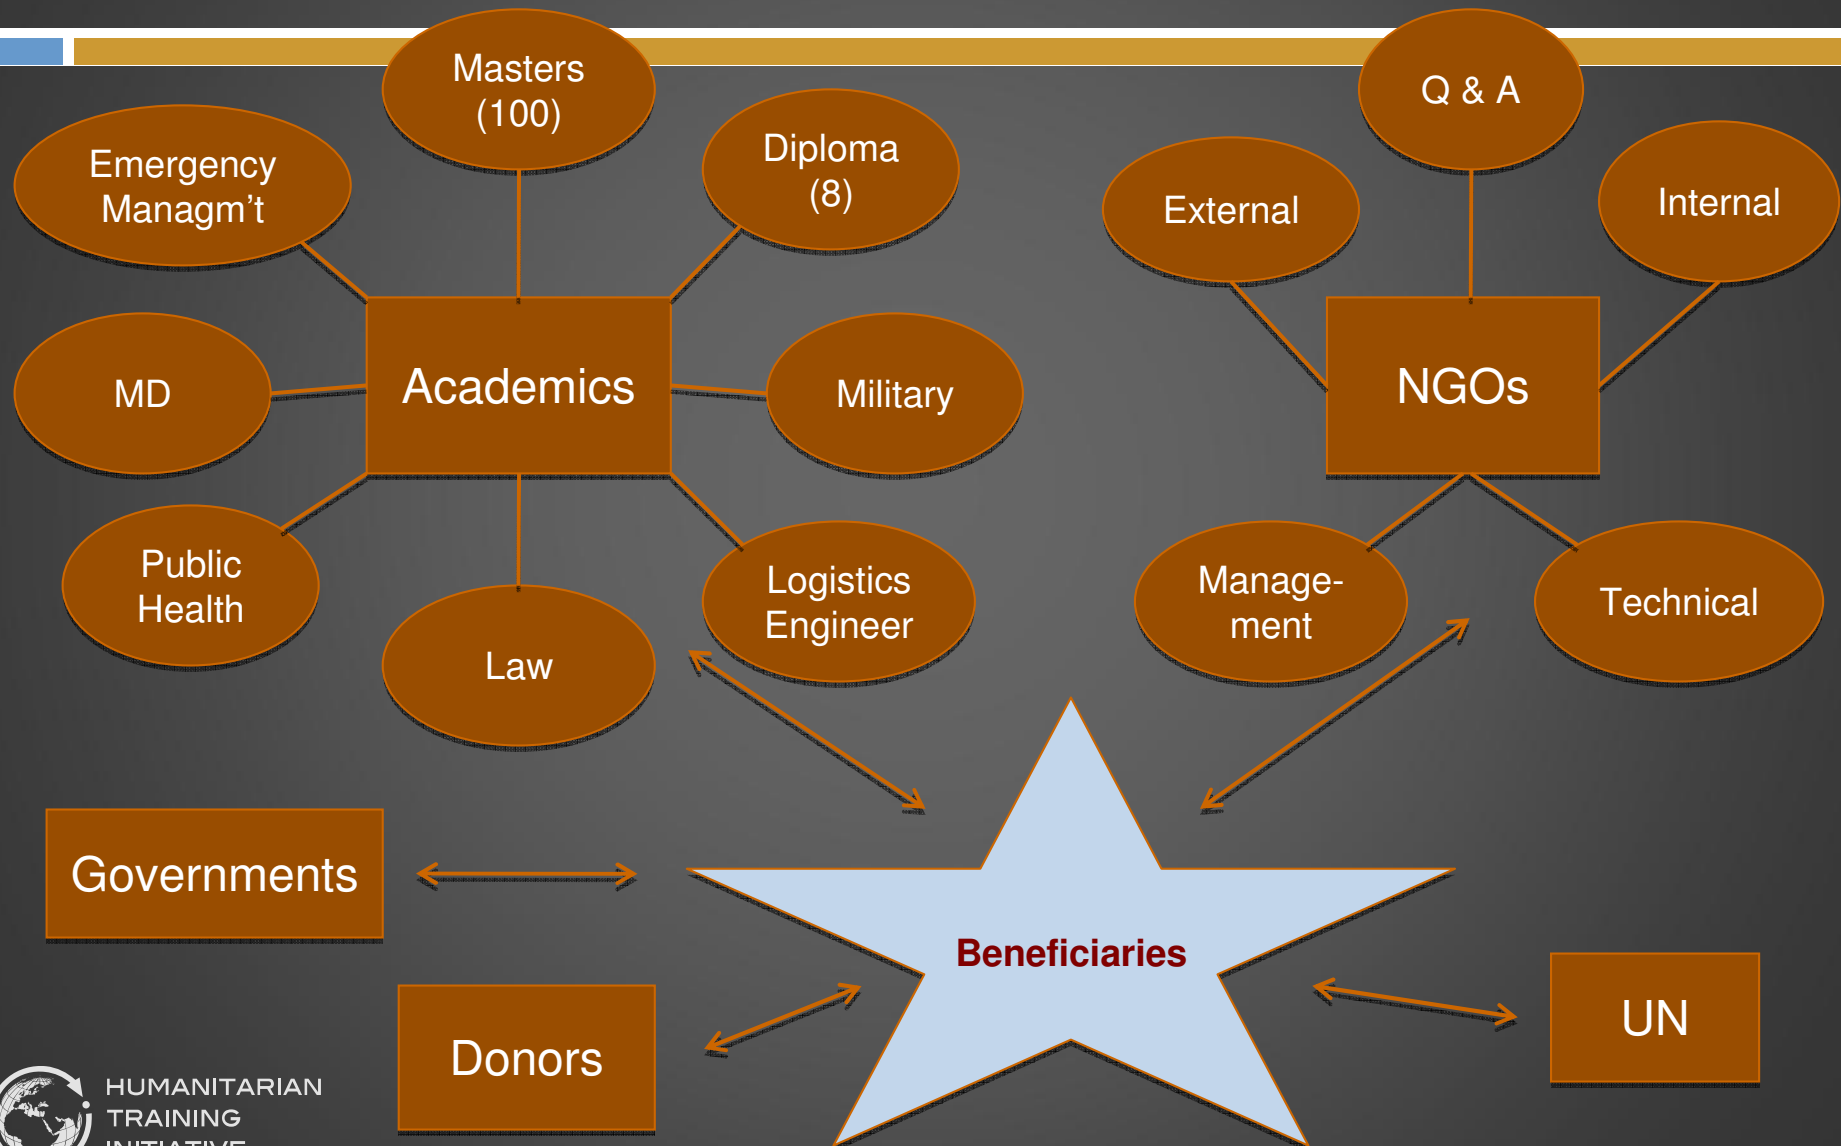 Masters
(100)
Q & A
Emergency
Managm’t
Diploma
(8)
External
Internal
MD
Academics
Military
NGOs
Public
Health
Law
Logistics
Engineer
Manage-
ment
Technical
Governments
Beneficiaries
Donors
UN
HUMANITARIAN
TRAINING
INITIATIVE